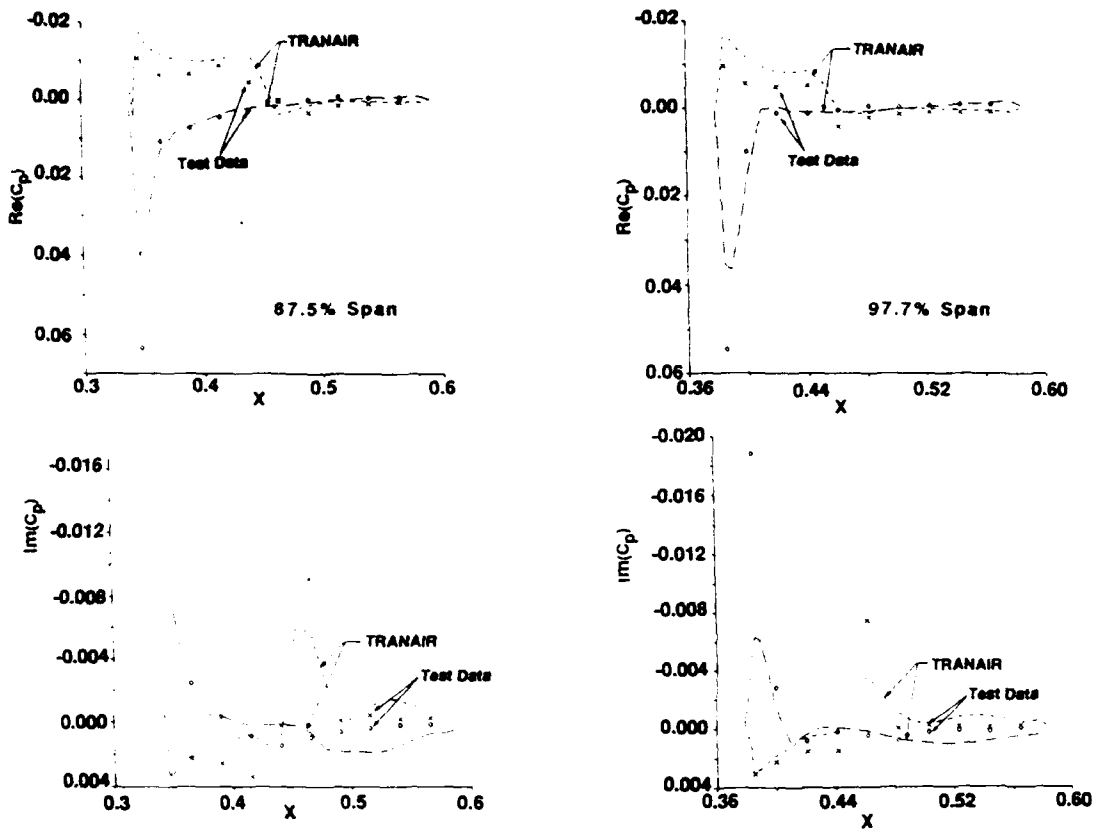 -0.02
0.00
0.02
0.04
0.06
Re(Cp)
TRANAIR
Test Data
87.5% Span
0.3
0.4
0.5
0.6
X
-0.02
0.00
0.02
0.04
0.06
Re(Cp)
TRANAIR
Test Data
97.7% Span
0.36
0.44
0.52
0.60
X
-0.016
-0.012
-0.008
-0.004
0.000
0.004
Im(Cp)
TRANAIR
Test Data
0.3
0.4
0.5
0.6
X
-0.020
-0.016
-0.012
-0.008
-0.004
0.000
0.004
Im(Cp)
TRANAIR
Test Data
0.36
0.44
0.52
0.60
X